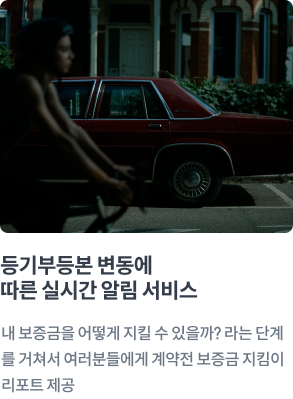 등기부등본 변동에
따른 실시간 알림 서비스
내 보증금을 어떻게 지킬 수 있을까? 라는 단계
를 거쳐서 여러분들에게 계약전 보증금 지킴이
리포트 제공